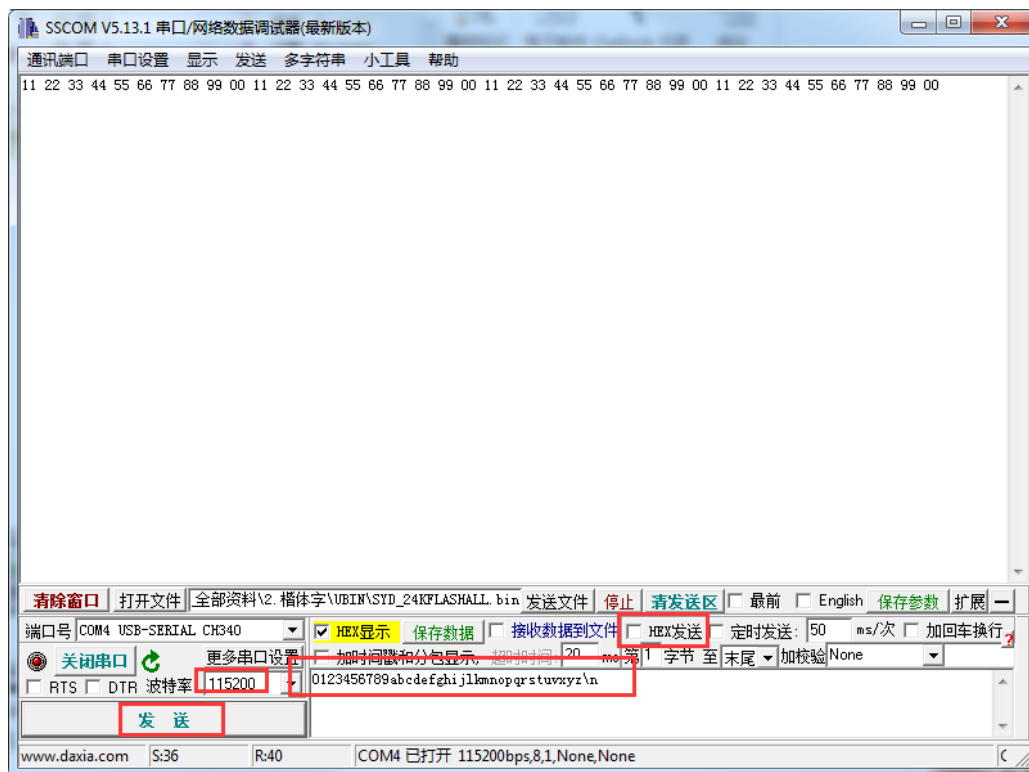 SSCOM V5.13.1 串口/网络数据调试器(最新版本)
通讯端口 串口设置 显示 发送 多字符串 小工具 帮助
11 22 33 44 55 66 77 88 99 00 11 22 33 44 55 66 77 88 99 00 11 22 33 44 55 66 77 88 99 00 11 22 33 44 55 66 77 88 99 00
清除窗口 打开文件 全部资料\2. 楷体字\UBIN\SYD_24KFLASHALL.bin 发送文件 停止 清发送区 最前 English 保存参数 扩展 —
端口号 COM4 USB-SERIAL CH340 HEX显示 保存数据 接收数据到文件 HEX发送 定时发送: 50 ms/次 加回车换行
关闭串口 更多串口设置 加时间戳和分包显示, 超时时间: 20 ms 第 1 字节 至 末尾 加校验 None
RTS DTR 波特率: 115200 0123456789abcdefghijlkmnopqrstuvxyz\n
发 送
www.daxia.com S:36 R:40 COM4 已打开 115200bps,8,1,None,None